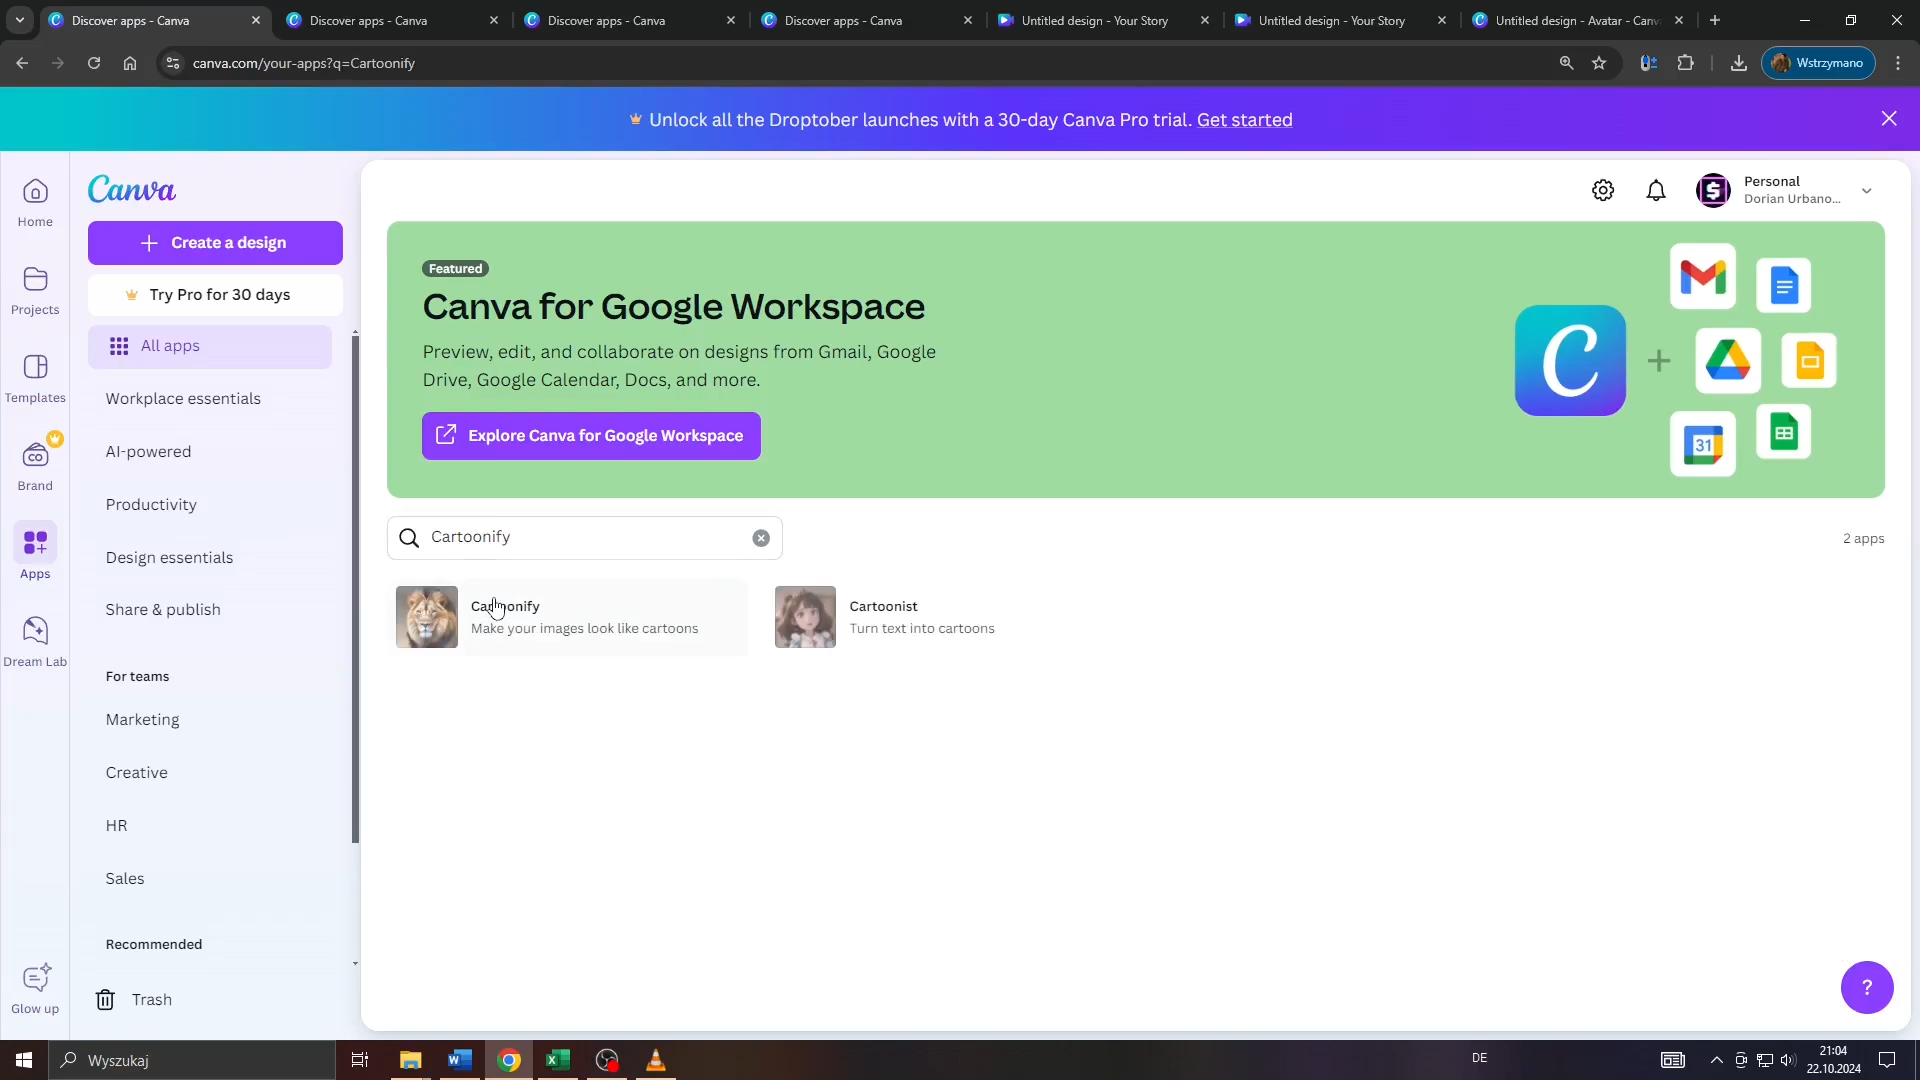 Discover apps - Canva
Discover apps - Canva
Discover apps - Canva
Discover apps - Canva
Untitled design - Your Story
Untitled design - Your Story
Untitled design - Avatar - Canv
canva.com/your-apps?q=Cartoonify
Wstrzymano
Unlock all the Droptober launches with a 30-day Canva Pro trial. Get started
Home
Projects
Templates
Brand
Apps
Dream Lab
Glow up
Canva
Create a design
Try Pro for 30 days
All apps
Workplace essentials
AI-powered
Productivity
Design essentials
Share & publish
For teams
Marketing
Creative
HR
Sales
Recommended
Trash
Personal
Dorian Urbano...
Featured
Canva for Google Workspace
Preview, edit, and collaborate on designs from Gmail, Google
Drive, Google Calendar, Docs, and more.
Explore Canva for Google Workspace
C
+
31
Cartoonify
2 apps
Cartoonify
Make your images look like cartoons
Cartoonist
Turn text into cartoons
?
Wyszukaj
DE
21:04
22.10.2024